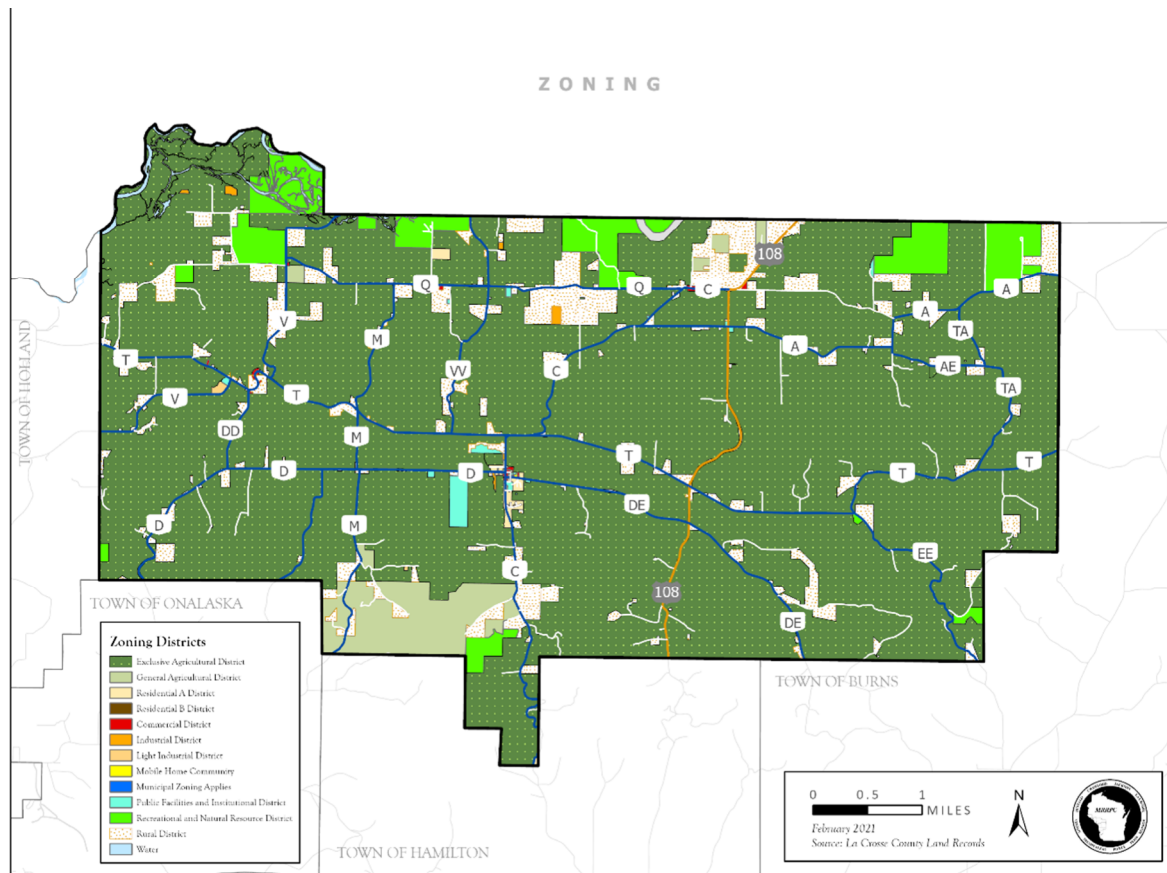 ZONING
108
Q
Q
C
A
A
V
M
A
TA
T
VV
C
AE
V
T
TA
DD
M
T
T
T
D
D
DE
D
M
EE
C
108
DE
TOWN OF HOLLAND
TOWN OF ONALASKA
TOWN OF BURNS
TOWN OF HAMILTON
Zoning Districts
Exclusive Agricultural District
General Agricultural District
Residential A District
Residential B District
Commercial District
Industrial District
Light Industrial District
Mobile Home Community
Municipal Zoning Applies
Public Facilities and Institutional District
Recreational and Natural Resource District
Rural District
Water
0 0.5 1
MILES
N
February 2021
Source: La Crosse County Land Records
MRRPC